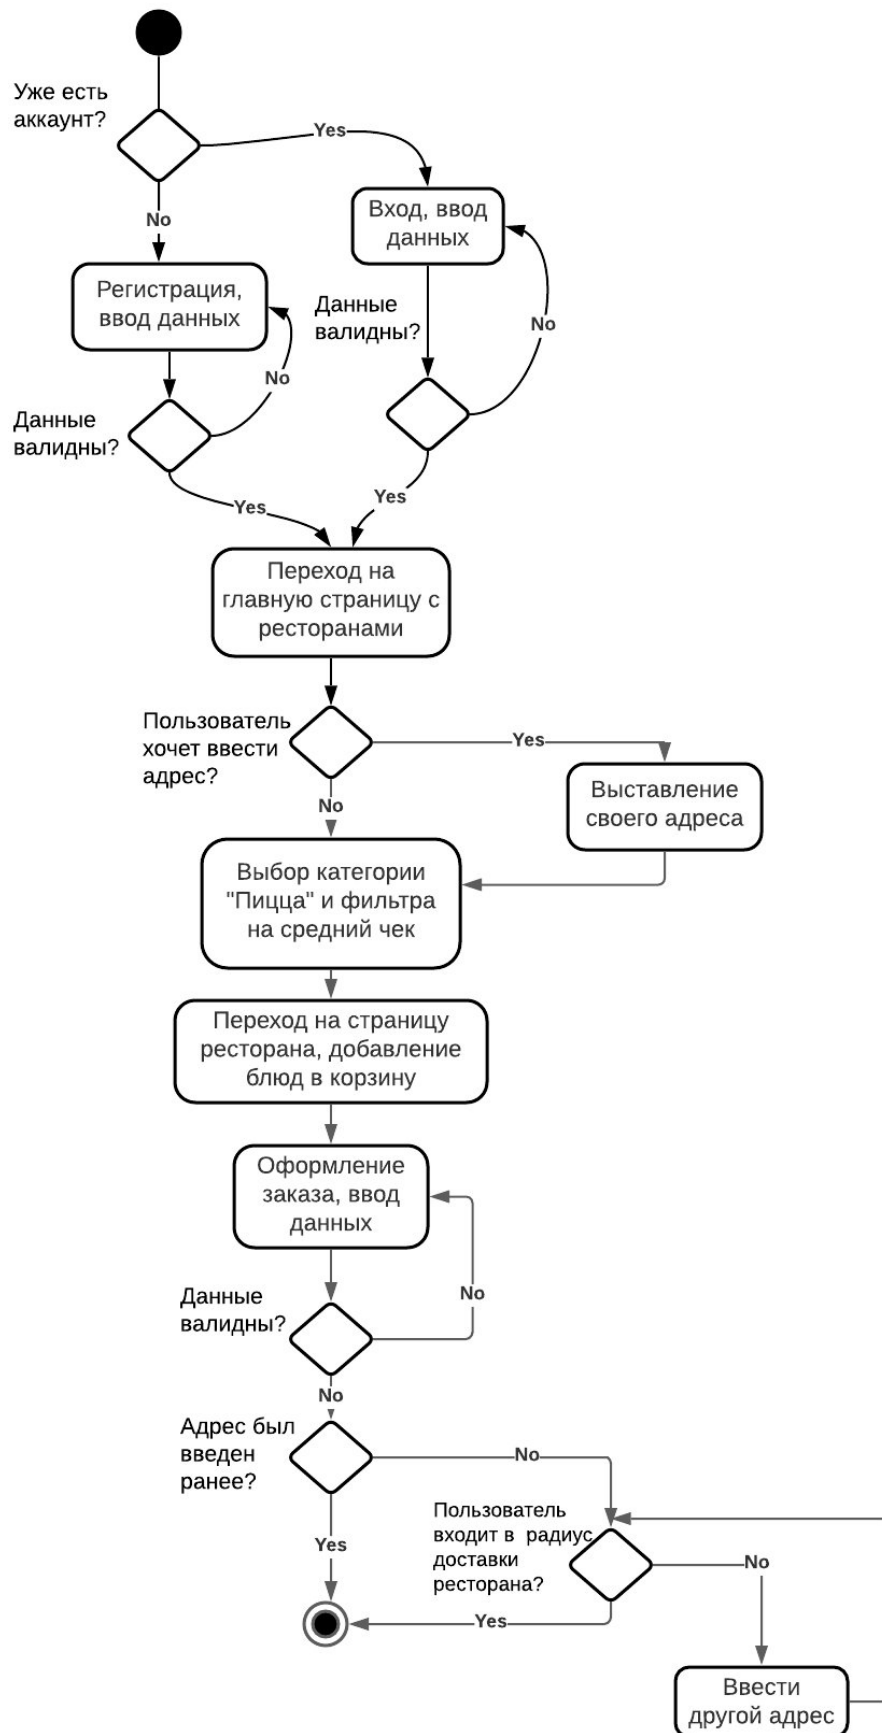 Уже есть
аккаунт?
Yes
No
Вход, ввод
данных
Регистрация,
ввод данных
Данные
валидны?
No
No
Данные
валидны?
Yes
Yes
Переход на
главную страницу с
ресторанами
Пользователь
хочет ввести
адрес?
Yes
No
Выставление
своего адреса
Выбор категории
"Пицца" и фильтра
на средний чек
Переход на страницу
ресторана, добавление
блюд в корзину
Оформление
заказа, ввод
данных
No
Данные
валидны?
No
Адрес был
введен
ранее?
No
Пользователь
входит в радиус
доставки
ресторана?
Yes
No
Yes
Ввести
другой адрес